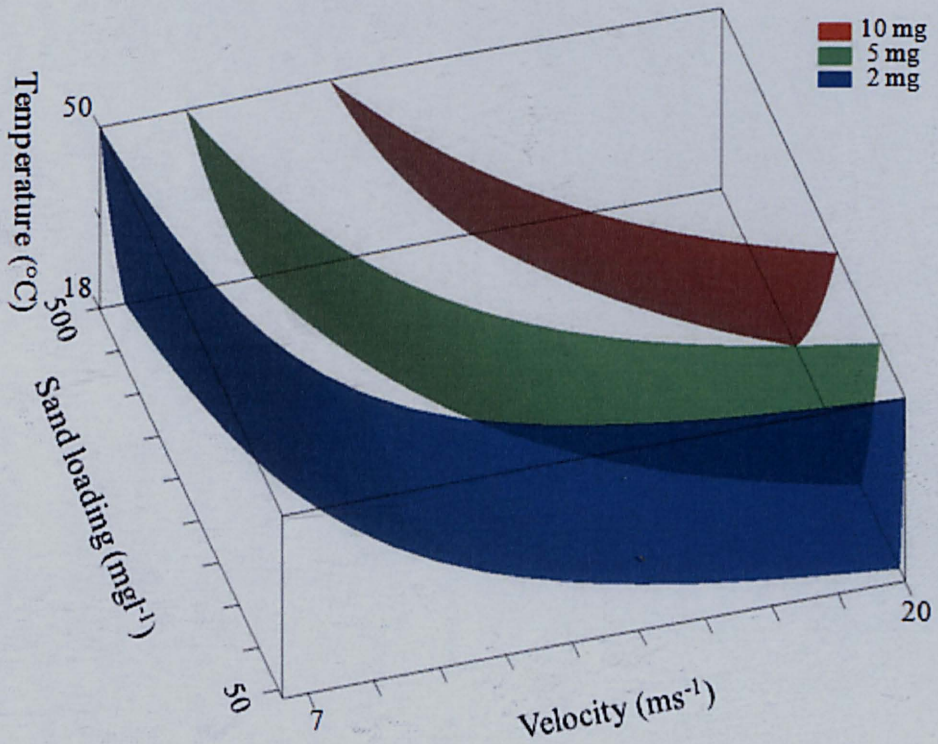 10 mg
5 mg
2 mg
Temperature (°C)
50
18
500
Sand loading (mgl⁻¹)
50
7
Velocity (ms⁻¹)
20